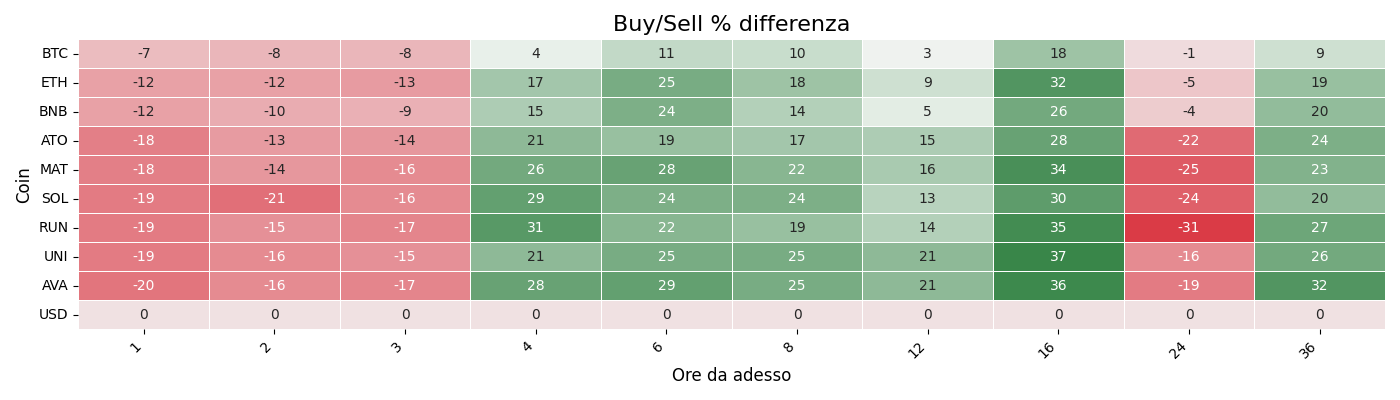 Buy/Sell % differenza
BTC -7 -8 -8 4 11 10 3 18 -1 9
ETH -12 -12 -13 17 25 18 9 32 -5 19
BNB -12 -10 -9 15 24 14 5 26 -4 20
ATO -18 -13 -14 21 19 17 15 28 -22 24
MAT -18 -14 -16 26 28 22 16 34 -25 23
SOL -19 -21 -16 29 24 24 13 30 -24 20
RUN -19 -15 -17 31 22 19 14 35 -31 27
UNI -19 -16 -15 21 25 25 21 37 -16 26
AVA -20 -16 -17 28 29 25 21 36 -19 32
USD 0 0 0 0 0 0 0 0 0 0
Coin
1 2 3 4 6 8 12 16 24 36
Ore da adesso